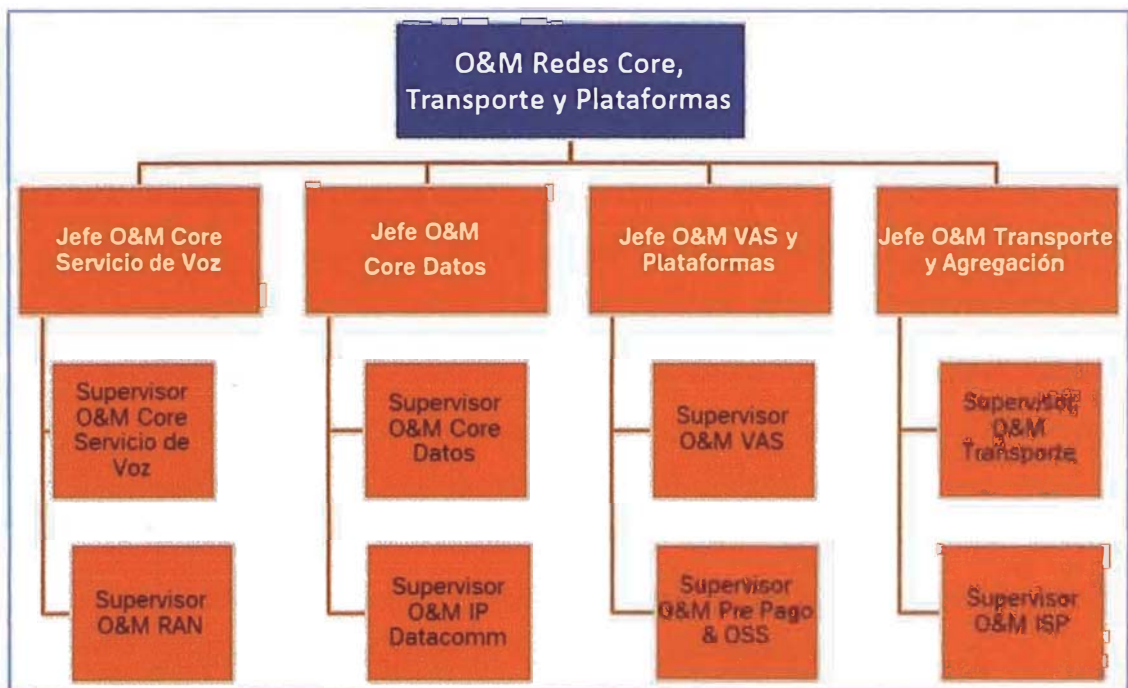 O&M Redes Core,
Transporte y Plataformas
Jefe O&M Core
Servicio de Voz
Jefe O&M
Core Datos
Jefe O&M VAS y
Plataformas
Jefe O&M Transporte
y Agregación
Supervisor
O&M Core
Servicio de
Voz
Supervisor
O&M Core
Datos
Supervisor
O&M VAS
Supervisor
O&M
Transporte
Supervisor
O&M RAN
Supervisor
O&M IP
Datacomm
Supervisor
O&M Pre Pago
& OSS
Supervisor
O&M ISP